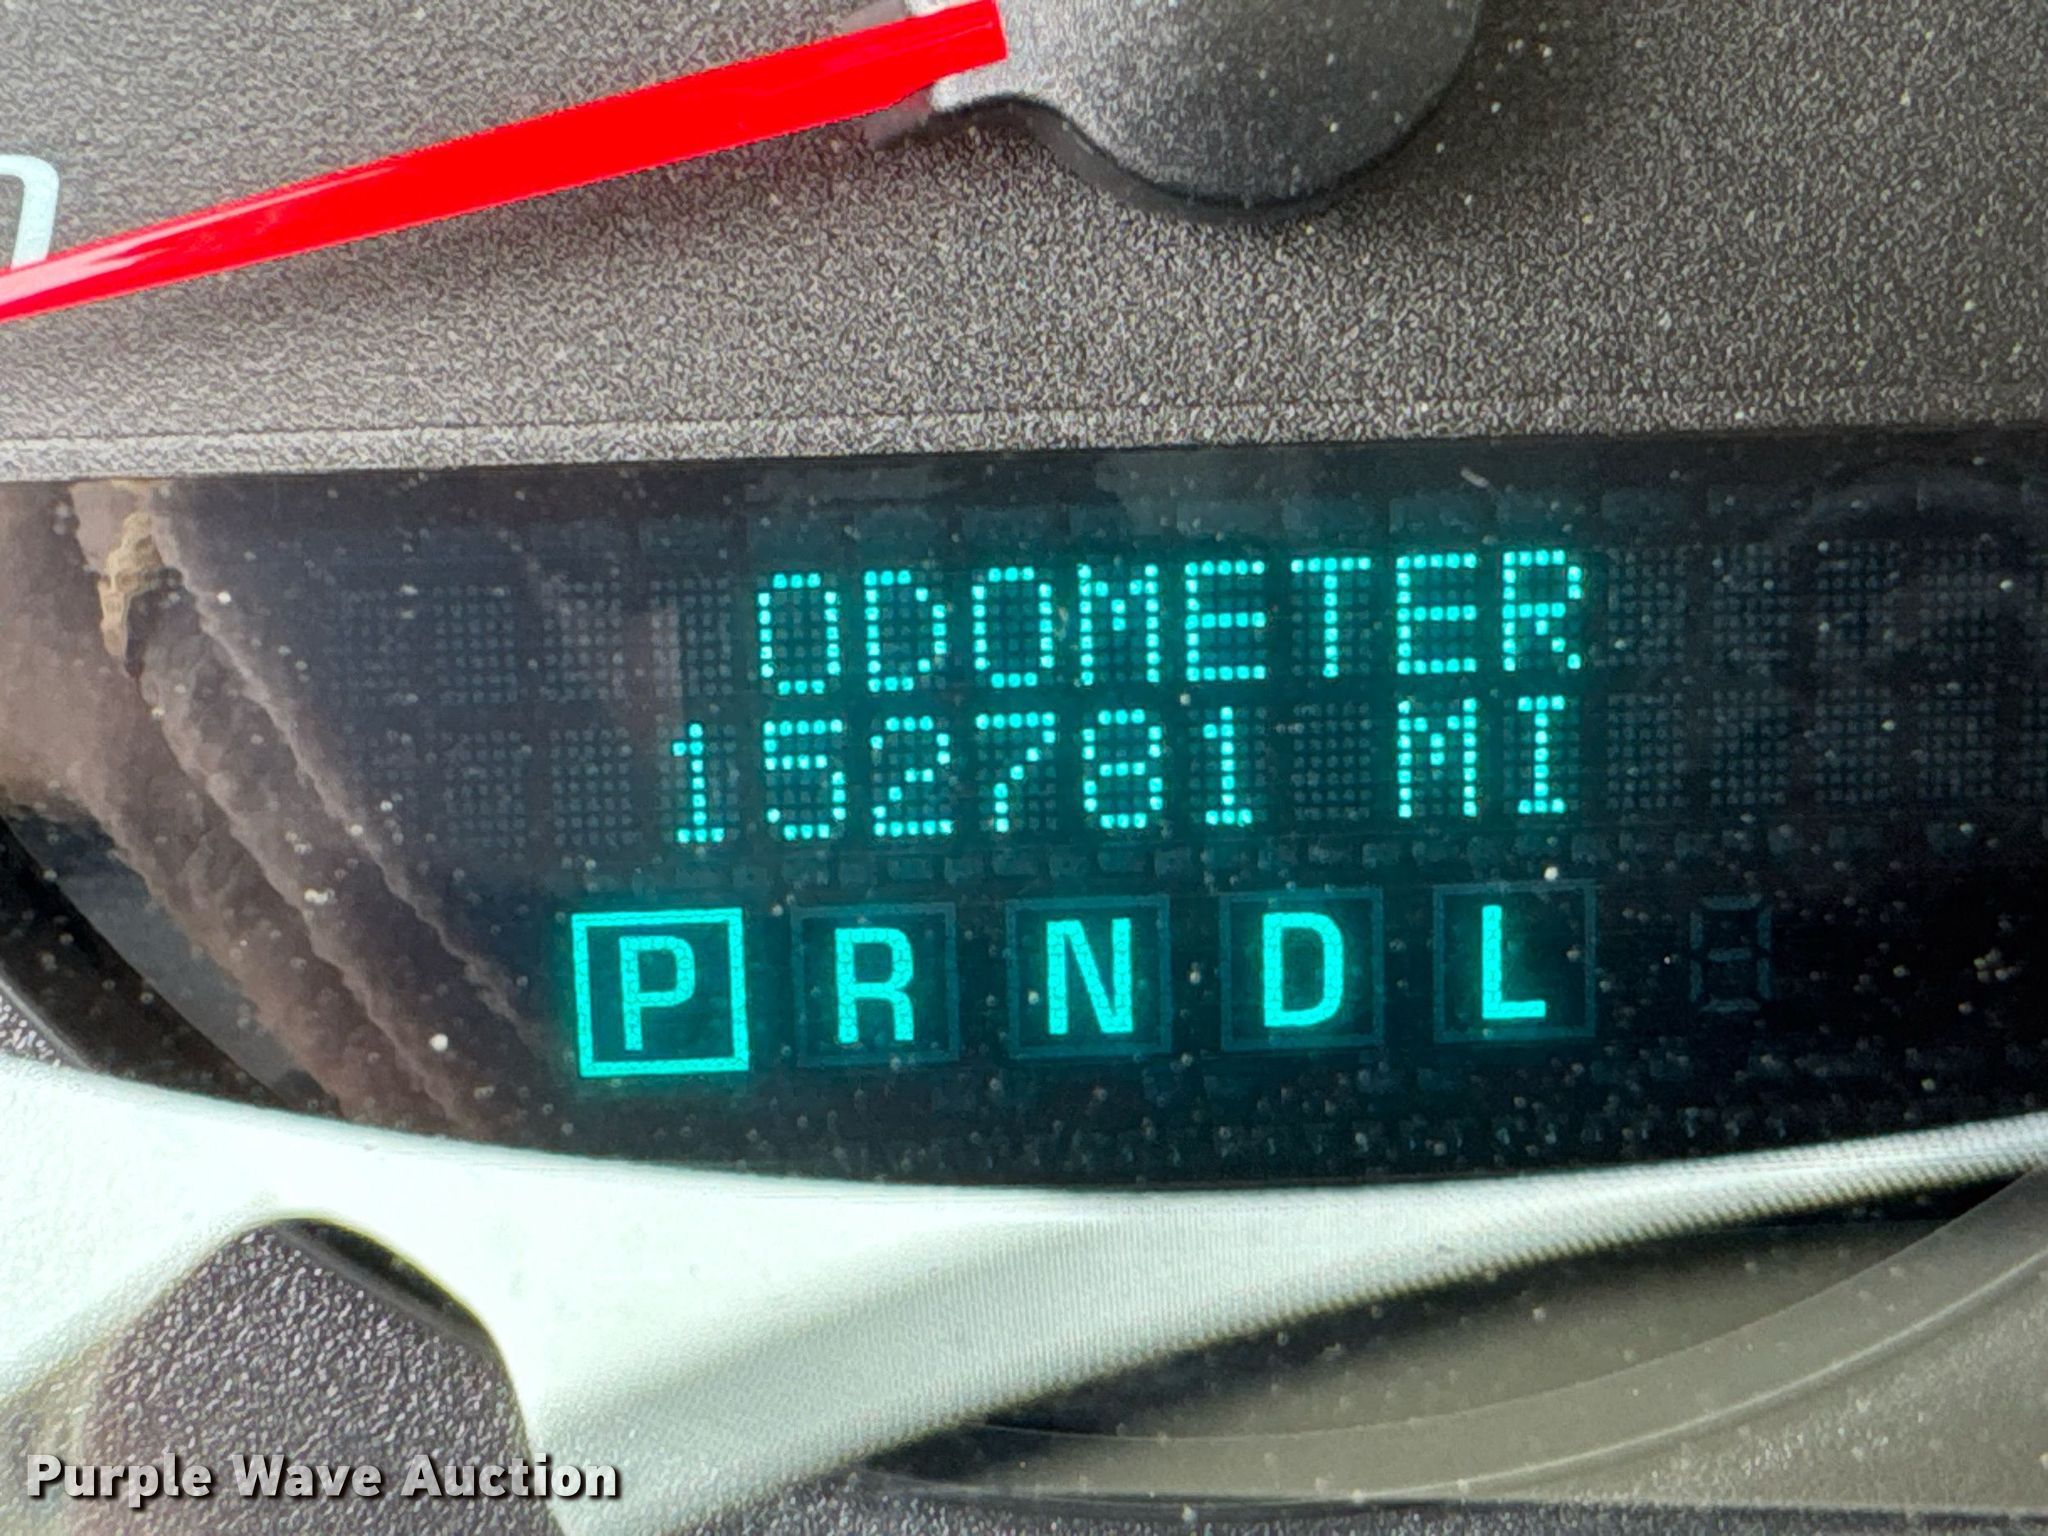 ODOMETER
152781 MI
P R N D L
Purple Wave Auction